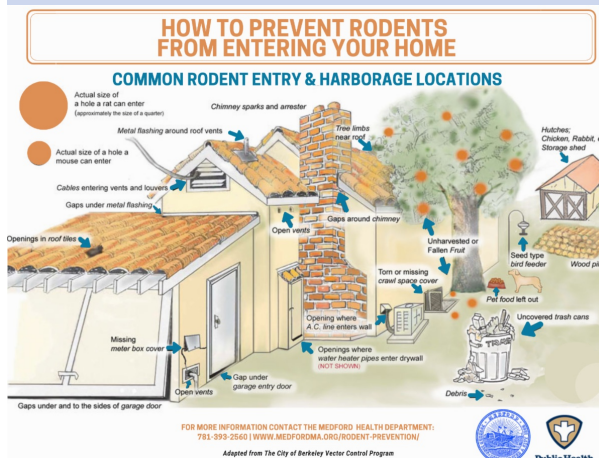 HOW TO PREVENT RODENTS
FROM ENTERING YOUR HOME
COMMON RODENT ENTRY & HARBORAGE LOCATIONS
Actual size of
a hole a rat can enter
(approximately the size of a quarter)
Actual size of a hole a
mouse can enter
Chimney sparks and arrester
Metal flashing around roof vents
Tree limbs
near roof
Hutches;
Chicken, Rabbit,
Storage shed
Cables entering vents and louvers
Gaps under metal flashing
Open vents
Gaps around chimney
Openings in roof tiles
Unharvested or
Fallen Fruit
Seed type
bird feeder
Wood pi
Torn or missing
crawl space cover
Pet food left out
Opening where
A.C. line enters wall
Uncovered trash cans
TRASH
Missing
meter box cover
Openings where
water heater pipes enter drywall
(NOT SHOWN)
Open vents
Gap under
garage entry door
Debris
Gaps under and to the sides of garage door
FOR MORE INFORMATION CONTACT THE MEDFORD HEALTH DEPARTMENT:
781-393-2560 | WWW.MEDFORDMA.ORG/RODENT-PREVENTION/
Adapted from The City of Berkeley Vector Control Program
Public Health